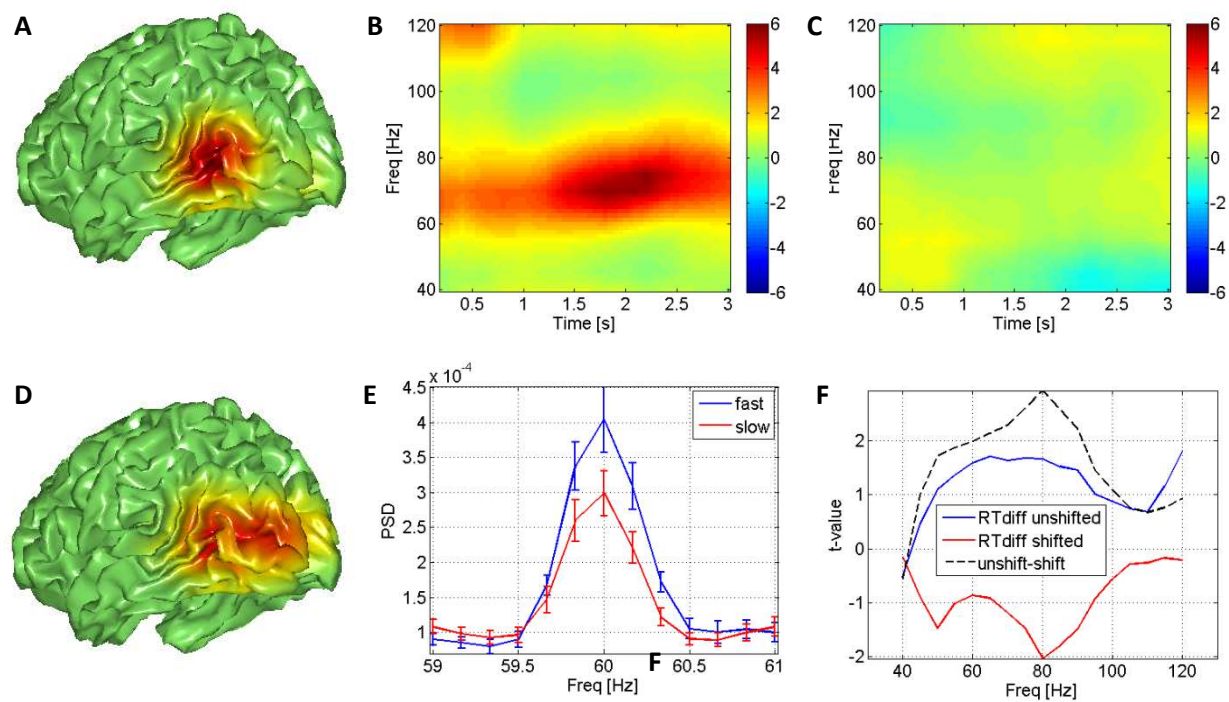 A
B
Freq [Hz]
120
100
80
60
40
0.5
1
1.5
2
2.5
3
Time [s]
6
4
2
0
-2
-4
-6
C
Freq [Hz]
120
100
80
60
40
0.5
1
1.5
2
2.5
3
Time [s]
6
4
2
0
-2
-4
-6
D
E
x 10⁻⁴
PSD
4.5
4
3.5
3
2.5
2
1.5
1
59
59.5
60
60.5
61
F
Freq [Hz]
fast
slow
F
t-value
2
1
0
-1
-2
40
60
80
100
120
Freq [Hz]
RTdiff unshifted
RTdiff shifted
unshift-shift